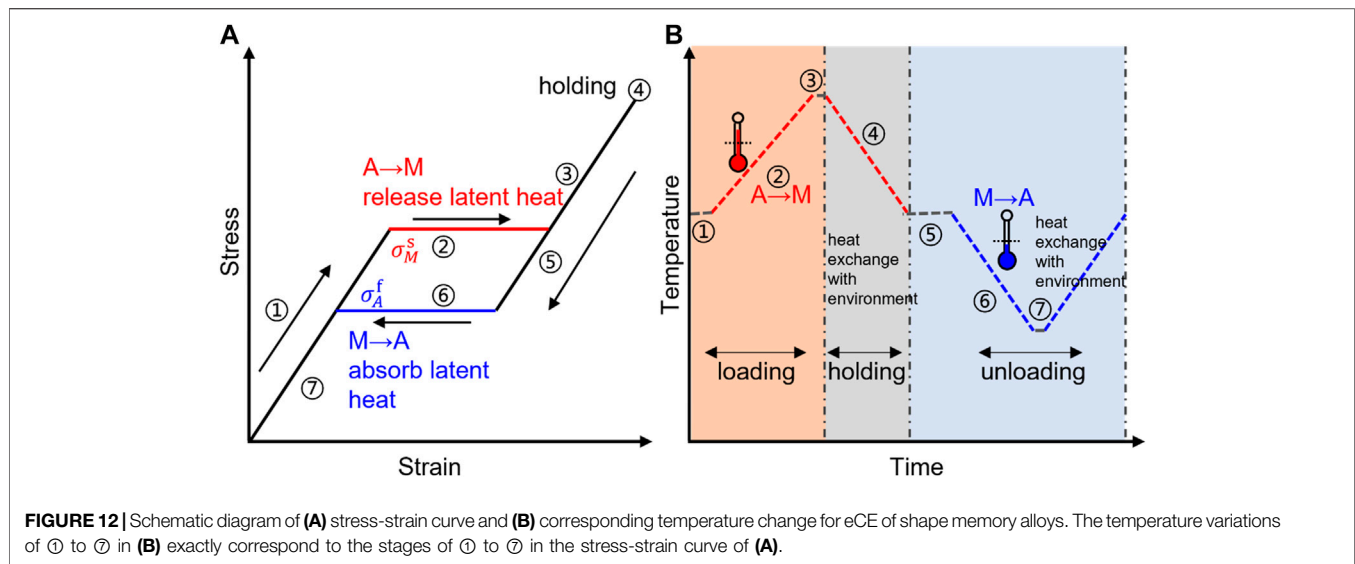 A
Stress
Strain
holding ④
③
A→M
release latent heat
②
σ_M^s
⑤
①
σ_A^f
⑥
M→A
absorb latent
heat
⑦
B
Temperature
Time
③
④
②
A→M
M→A
①
⑤
heat
exchange
with
environment
heat
exchange
with
environment
⑥
⑦
loading
holding
unloading
FIGURE 12 | Schematic diagram of (A) stress-strain curve and (B) corresponding temperature change for eCE of shape memory alloys. The temperature variations
of ① to ⑦ in (B) exactly correspond to the stages of ① to ⑦ in the stress-strain curve of (A).